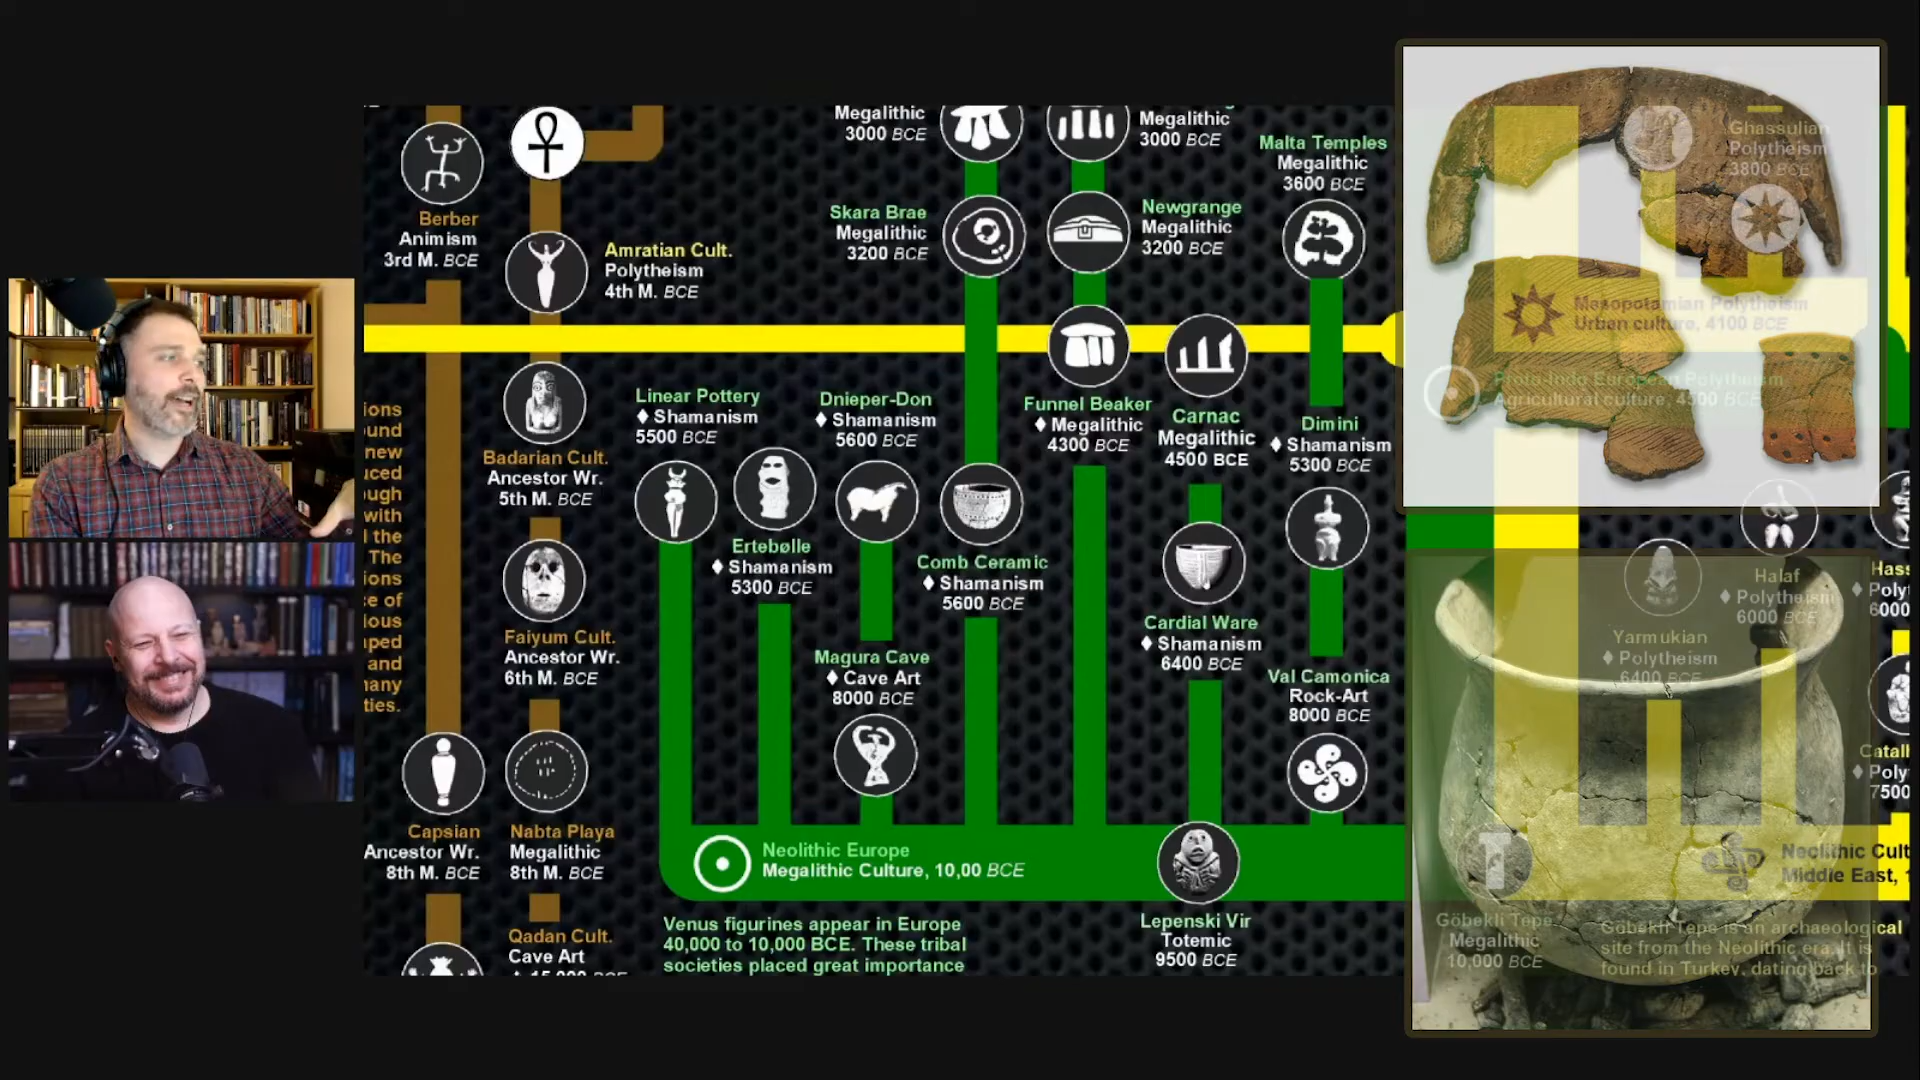 Megalithic
3000 BCE
Megalithic
3000 BCE
Malta Temples
Megalithic
3600 BCE
Ghassulian
Polytheism
3800 BCE
Berber
Animism
3rd M. BCE
Amratian Cult.
Polytheism
4th M. BCE
Skara Brae
Megalithic
3200 BCE
Newgrange
Megalithic
3200 BCE
Mesopotamian Polytheism
Urban culture, 4100 BCE
Proto-Indo European Polytheism
Agricultural culture, 4500 BCE
ions
ound
new
uced
ough
with
l the
The
ions
ce of
ious
uped
and
nany
ties.
Badarian Cult.
Ancestor Wr.
5th M. BCE
Linear Pottery
♦ Shamanism
5500 BCE
Dnieper-Don
♦ Shamanism
5600 BCE
Funnel Beaker
♦ Megalithic
4300 BCE
Carnac
Megalithic
4500 BCE
Dimini
♦ Shamanism
5300 BCE
Ertebølle
♦ Shamanism
5300 BCE
Comb Ceramic
♦ Shamanism
5600 BCE
Halaf
♦ Polytheism
6000 BCE
Hass
♦ Poly
6000
Faiyum Cult.
Ancestor Wr.
6th M. BCE
Magura Cave
♦ Cave Art
8000 BCE
Cardial Ware
♦ Shamanism
6400 BCE
Yarmukian
♦ Polytheism
6400 BCE
Val Camonica
Rock-Art
8000 BCE
Catall
♦ Poly
7500
Capsian
Ancestor Wr.
8th M. BCE
Nabta Playa
Megalithic
8th M. BCE
Neolithic Europe
Megalithic Culture, 10,00 BCE
Neolithic Cult
Middle East, 1
Qadan Cult.
Cave Art
Venus figurines appear in Europe
40,000 to 10,000 BCE. These tribal
societies placed great importance
Lepenski Vir
Totemic
9500 BCE
Göbekli Tepe
Megalithic
10,000 BCE
Göbekli Tepe is an archaeological
site from the Neolithic era. It is
found in Turkey, dating back to